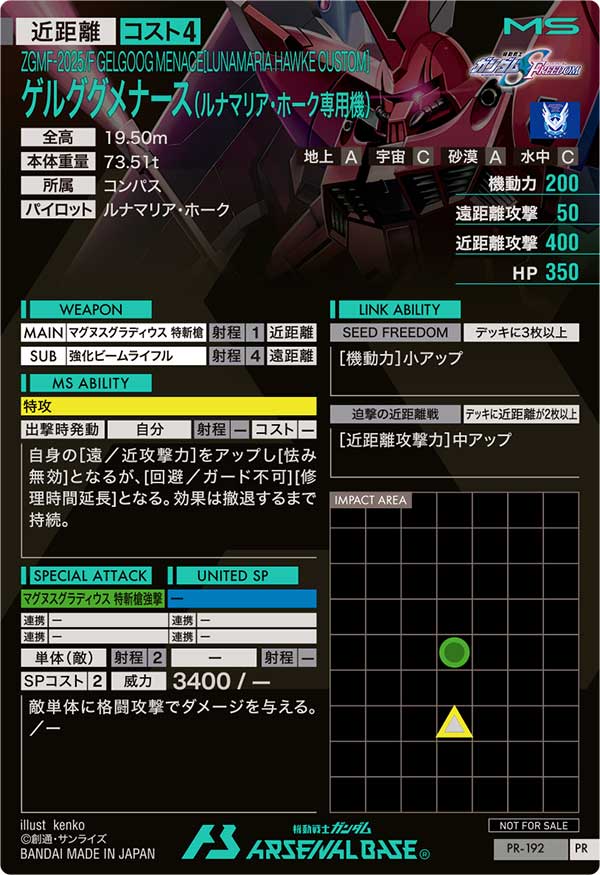 近距離 コスト4 MS
ZGMF-2025/F GELGOOG MENACE[LUNAMARIA HAWKE CUSTOM]
ゲルググメナース(ルナマリア・ホーク専用機)
機動戦士ガンダム SEED FREEDOM
全高 19.50m
本体重量 73.51t
所属 コンパス
パイロット ルナマリア・ホーク
地上 A 宇宙 C 砂漠 A 水中 C
機動力 200
遠距離攻撃 50
近距離攻撃 400
HP 350
WEAPON
MAIN マグヌスグラディウス 特斬槍 射程 1 近距離
SUB 強化ビームライフル 射程 4 遠距離
MS ABILITY
特攻
出撃時発動 自分 射程 ― コスト ―
自身の[遠／近攻撃力]をアップし[怯み
無効]となるが、[回避／ガード不可][修
理時間延長]となる。効果は撤退するまで
持続。
SPECIAL ATTACK UNITED SP
マグヌスグラディウス 特斬槍強撃 ―
連携 ― 連携 ―
連携 ― 連携 ―
単体(敵) 射程 2 ― 射程 ―
SPコスト 2 威力 3400 / ―
敵単体に格闘攻撃でダメージを与える。
／―
LINK ABILITY
SEED FREEDOM デッキに3枚以上
[機動力]小アップ
迫撃の近距離戦 デッキに近距離が2枚以上
[近距離攻撃力]中アップ
IMPACT AREA
illust kenko
©創通・サンライズ
BANDAI MADE IN JAPAN
機動戦士ガンダム
ARSENAL BASE®
NOT FOR SALE
PR-192 PR